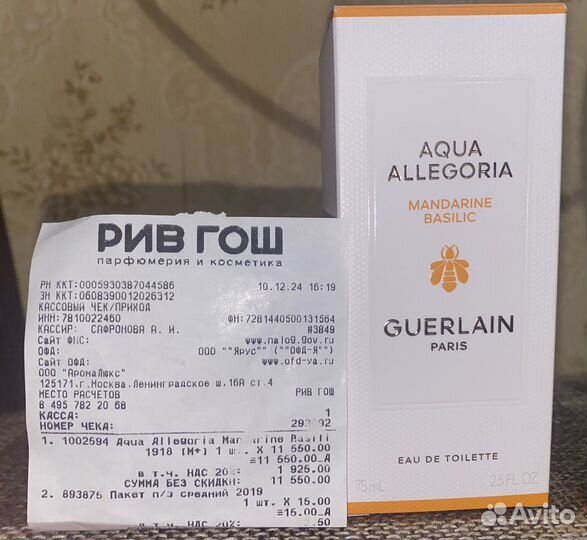 РИВ ГОШ
парфюмерия и косметика
РН ККТ:0005930387044586 10.12.24 16:19
ЗН ККТ:0608390012026312
КАССОВЫЙ ЧЕК/ПРИХОД
ИНН:7810022460 ФН:7281440500131564
КАССИР: САФРОНОВА А. И. #3849
Сайт ФНС: www.nalog.gov.ru
ОФД: ООО ""Ярус"" (""ОФД-Я"")
Сайт ОФД: www.ofd-ya.ru
ООО "АромаЛюкс"
125171.г.Москва.Ленинградское ш.16А ст.4
МЕСТО РАСЧЕТОВ РИВ ГОШ
8 495 782 20 68
КАССА: 1
НОМЕР ЧЕКА:
1. 1002594 Aqua Allegoria Mandarine Basili
1918 (М+) 1 шт. X 11 550.00
≡11 550.00_А
в т.ч. НДС 20%: 1 925.00
СУММА БЕЗ СКИДКИ: 11 550.00
2. 893875 Пакет п/э средний 2019
1 шт. X 15.00
≡15.00_А
в т.ч. НДС 20%: .50
AQUA
ALLEGORIA
MANDARINE
BASILIC
GUERLAIN
PARIS
EAU DE TOILETTE
75 mL 2.5 FL.OZ
Avito